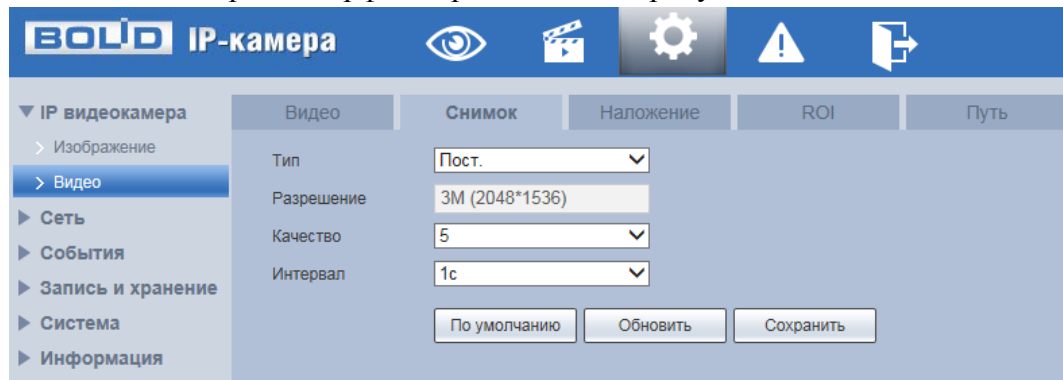 BOLID IP-камера
IP видеокамера
Изображение
Видео
Сеть
События
Запись и хранение
Система
Информация
Видео Снимок Наложение ROI Путь
Тип Пост.
Разрешение 3M (2048*1536)
Качество 5
Интервал 1с
По умолчанию Обновить Сохранить